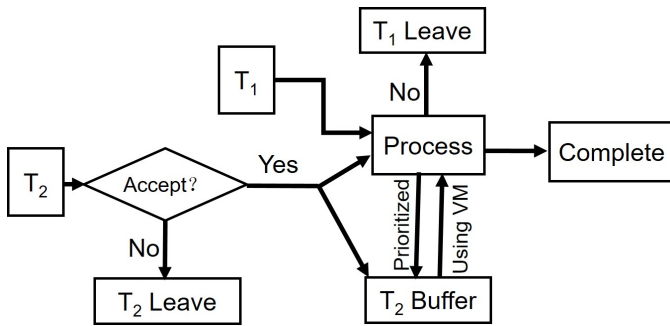 T₁ Leave
T₁
No
Process
Complete
Yes
T₂
Accept?
Prioritized
Using VM
No
T₂ Leave
T₂ Buffer